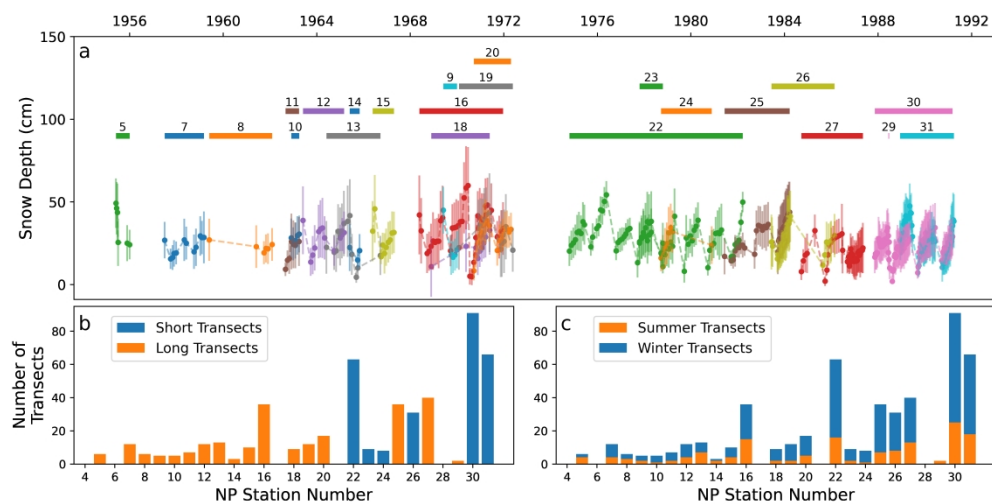 1956 1960 1964 1968 1972 1976 1980 1984 1988 1992
a
Snow Depth (cm)
150
100
50
0
20
9 19 23 26
11 12 14 15 16 24 25 30
5 7 8 10 13 18 22 27 29 31
b
Number of
Transects
80
60
40
20
0
Short Transects
Long Transects
4 6 8 10 12 14 16 18 20 22 24 26 28 30
NP Station Number
c
80
60
40
20
0
Summer Transects
Winter Transects
4 6 8 10 12 14 16 18 20 22 24 26 28 30
NP Station Number